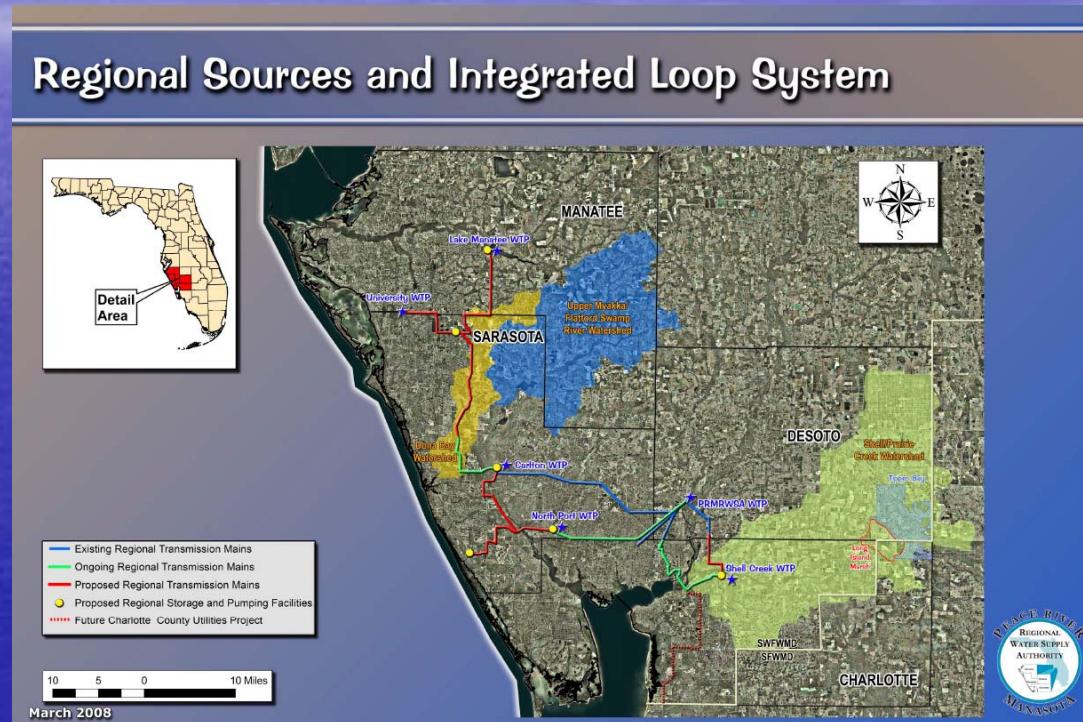 Regional Sources and Integrated Loop System
Detail
Area
N
W
E
S
MANATEE
Lake Manatee WTP
University WTP
Upper Myakka/
Flatford Swamp
River Watershed
SARASOTA
DESOTO
Shell/Prairie
Creek Watershed
Dona Bay
Watershed
Carlton WTP
Tippen Bay
PRMRWSA WTP
North Port WTP
Long
Island
Marsh
Shell Creek WTP
SWFWMD
SFWMD
CHARLOTTE
Existing Regional Transmission Mains
Ongoing Regional Transmission Mains
Proposed Regional Transmission Mains
Proposed Regional Storage and Pumping Facilities
Future Charlotte County Utilities Project
10 5 0 10 Miles
March 2008
PEACE RIVER
REGIONAL
WATER SUPPLY
AUTHORITY
MANASOTA